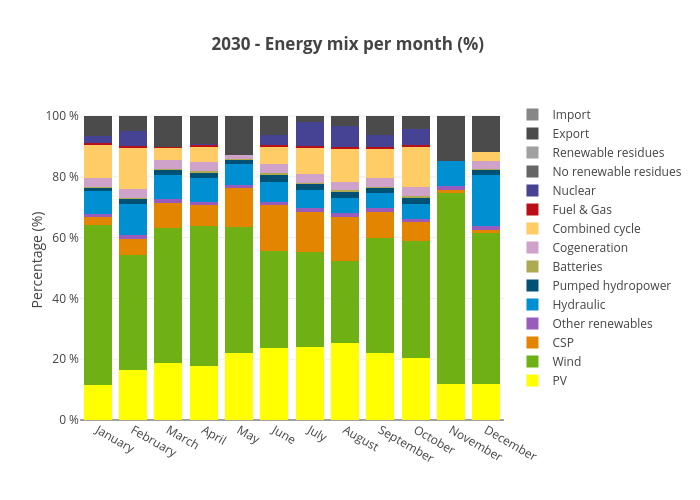 2030 - Energy mix per month (%)
Percentage (%)
100 %
80 %
60 %
40 %
20 %
0 %
January
February
March
April
May
June
July
August
September
October
November
December
Import
Export
Renewable residues
No renewable residues
Nuclear
Fuel & Gas
Combined cycle
Cogeneration
Batteries
Pumped hydropower
Hydraulic
Other renewables
CSP
Wind
PV